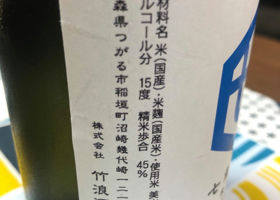 材料名 米(国産)・米麹(国産米)・使用米 美
ルコール分 15度 精米歩合 45%
森県つがる市稲垣町沼崎幾代崎一二一
株式会社 竹浪